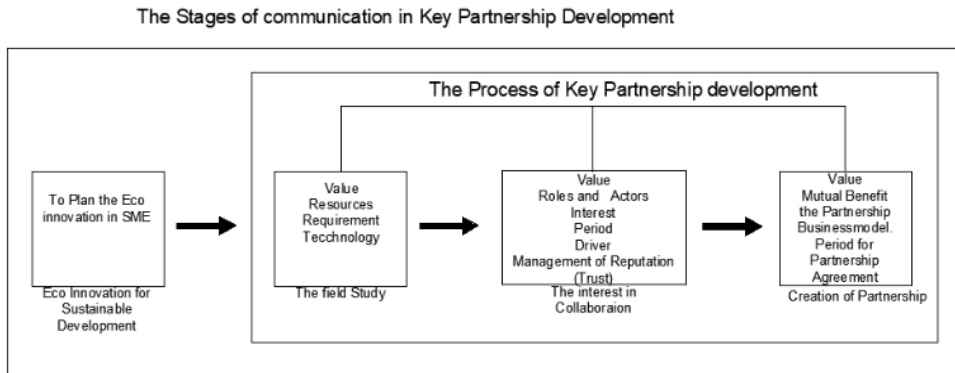 The Stages of communication in Key Partnership Development
The Process of Key Partnership development
To Plan the Eco
innovation in SME
Eco Innovation for
Sustainable
Development
Value
Resources
Requirement
Tecchnology
The field Study
Value
Roles and Actors
Interest
Period
Driver
Management of Reputation
(Trust)
The interest in
Collaboraion
Value
Mutual Benefit
the Partnership
Businessmodel.
Period for
Partnership
Agreement
Creation of Partnership